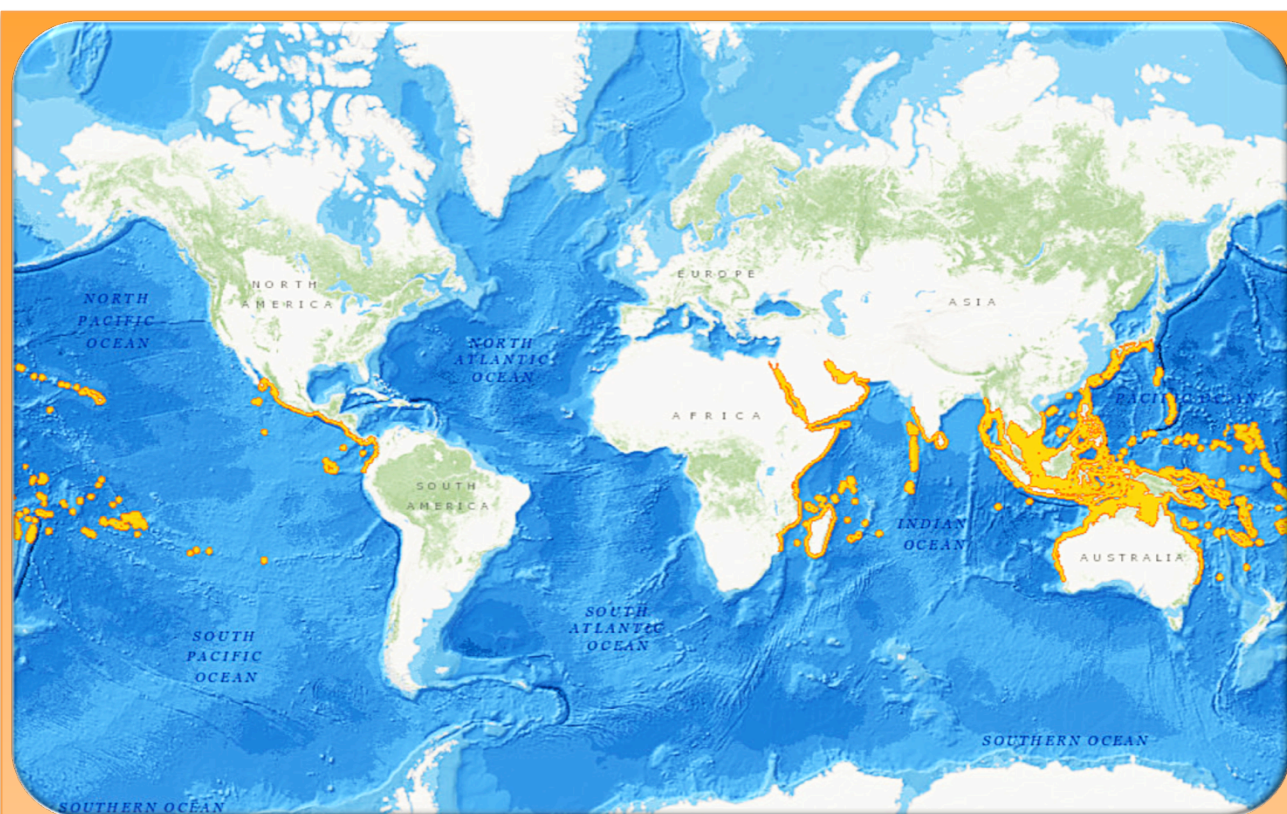 EUROPE
NORTH
AMERICA
ASIA
NORTH
PACIFIC
OCEAN
NORTH
ATLANTIC
OCEAN
PACIFIC OCEAN
AFRICA
SOUTH
AMERICA
INDIAN
OCEAN
AUSTRALIA
SOUTH
ATLANTIC
OCEAN
SOUTH
PACIFIC
OCEAN
SOUTHERN OCEAN
SOUTHERN OCEAN